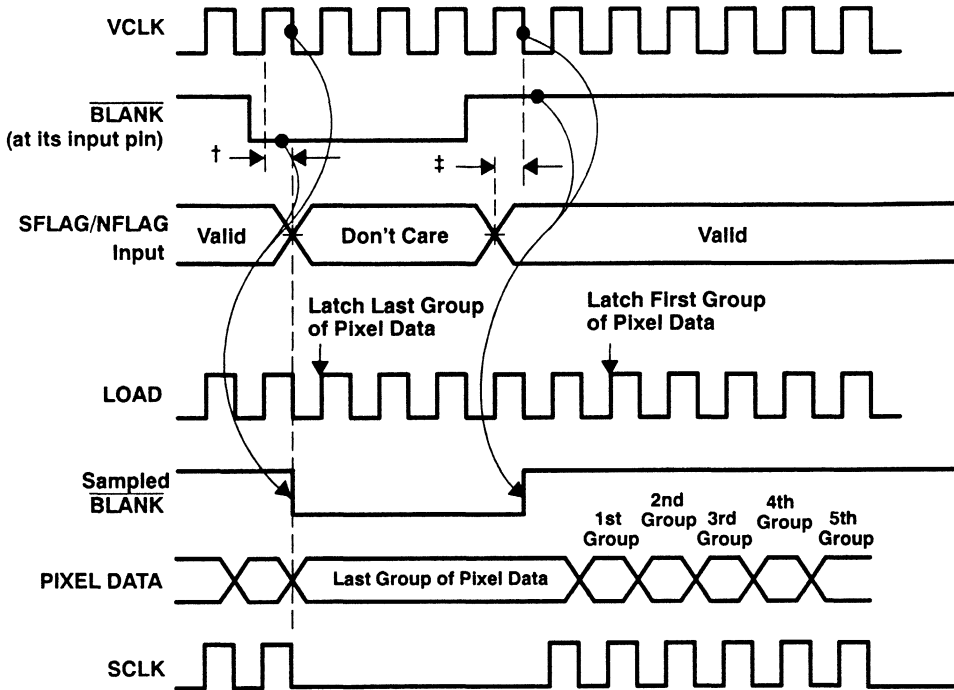 VCLK
BLANK
(at its input pin)
†
‡
SFLAG/NFLAG
Input
Valid
Don't Care
Valid
Latch Last Group
of Pixel Data
Latch First Group
of Pixel Data
LOAD
Sampled
BLANK
1st
Group
2nd
Group
3rd
Group
4th
Group
5th
Group
PIXEL DATA
Last Group of Pixel Data
SCLK